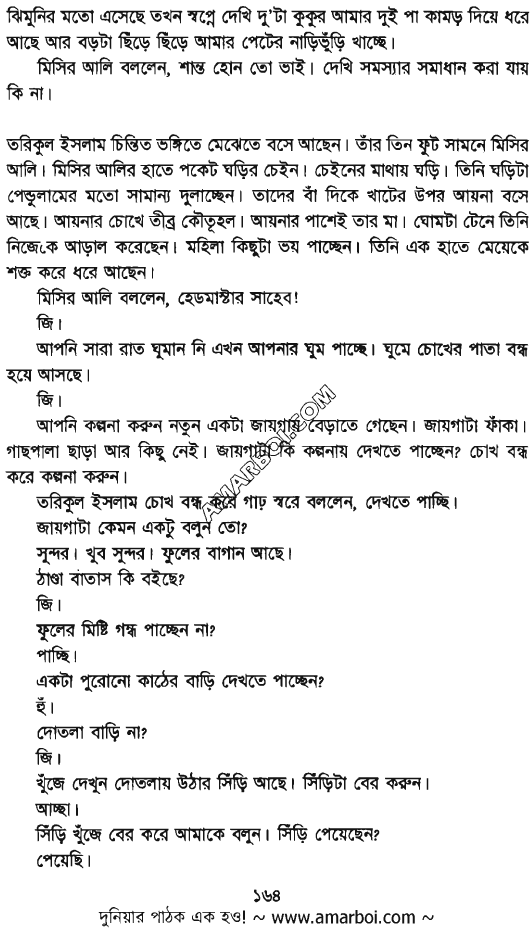 ঝিমুনির মতো এসেছে তখন স্বপ্নে দেখি দু'টা কুকুর আমার দুই পা কামড় দিয়ে ধরে
আছে আর বড়টা ছিঁড়ে ছিঁড়ে আমার পেটের নাড়িভুঁড়ি খাচ্ছে।
মিসির আলি বললেন, শান্ত হোন তো ভাই। দেখি সমস্যার সমাধান করা যায়
কি না।
তরিকুল ইসলাম চিন্তিত ভঙ্গিতে মেঝেতে বসে আছেন। তাঁর তিন ফুট সামনে মিসির
আলি। মিসির আলির হাতে পকেট ঘড়ির চেইন। চেইনের মাথায় ঘড়ি। তিনি ঘড়িটা
পেন্ডুলামের মতো সামান্য দুলাচ্ছেন। তাদের বাঁ দিকে খাটের উপর আয়না বসে
আছে। আয়নার চোখে তীব্র কৌতূহল। আয়নার পাশেই তার মা। ঘোমটা টেনে তিনি
নিজেকে আড়াল করেছেন। মহিলা কিছুটা ভয় পাচ্ছেন। তিনি এক হাতে মেয়েকে
শক্ত করে ধরে আছেন।
মিসির আলি বললেন, হেডমাস্টার সাহেব!
জি।
আপনি সারা রাত ঘুমান নি এখন আপনার ঘুম পাচ্ছে। ঘুমে চোখের পাতা বন্ধ
হয়ে আসছে।
জি।
আপনি কল্পনা করুন নতুন একটা জায়গায় বেড়াতে গেছেন। জায়গাটা ফাঁকা।
গাছপালা ছাড়া আর কিছু নেই। জায়গাটা কি কল্পনায় দেখতে পাচ্ছেন? চোখ বন্ধ
করে কল্পনা করুন।
তরিকুল ইসলাম চোখ বন্ধ করে গাঢ় স্বরে বললেন, দেখতে পাচ্ছি।
জায়গাটা কেমন একটু বলুন তো?
সুন্দর। খুব সুন্দর। ফুলের বাগান আছে।
ঠাণ্ডা বাতাস কি বইছে?
জি।
ফুলের মিষ্টি গন্ধ পাচ্ছেন না?
পাচ্ছি।
একটা পুরোনো কাঠের বাড়ি দেখতে পাচ্ছেন?
হুঁ।
দোতলা বাড়ি না?
জি।
খুঁজে দেখুন দোতলায় উঠার সিঁড়ি আছে। সিঁড়িটা বের করুন।
আচ্ছা।
সিঁড়ি খুঁজে বের করে আমাকে বলুন। সিঁড়ি পেয়েছেন?
পেয়েছি।
১৬৪
দুনিয়ার পাঠক এক হও! ~ www.amarboi.com ~
AMARBOI.COM